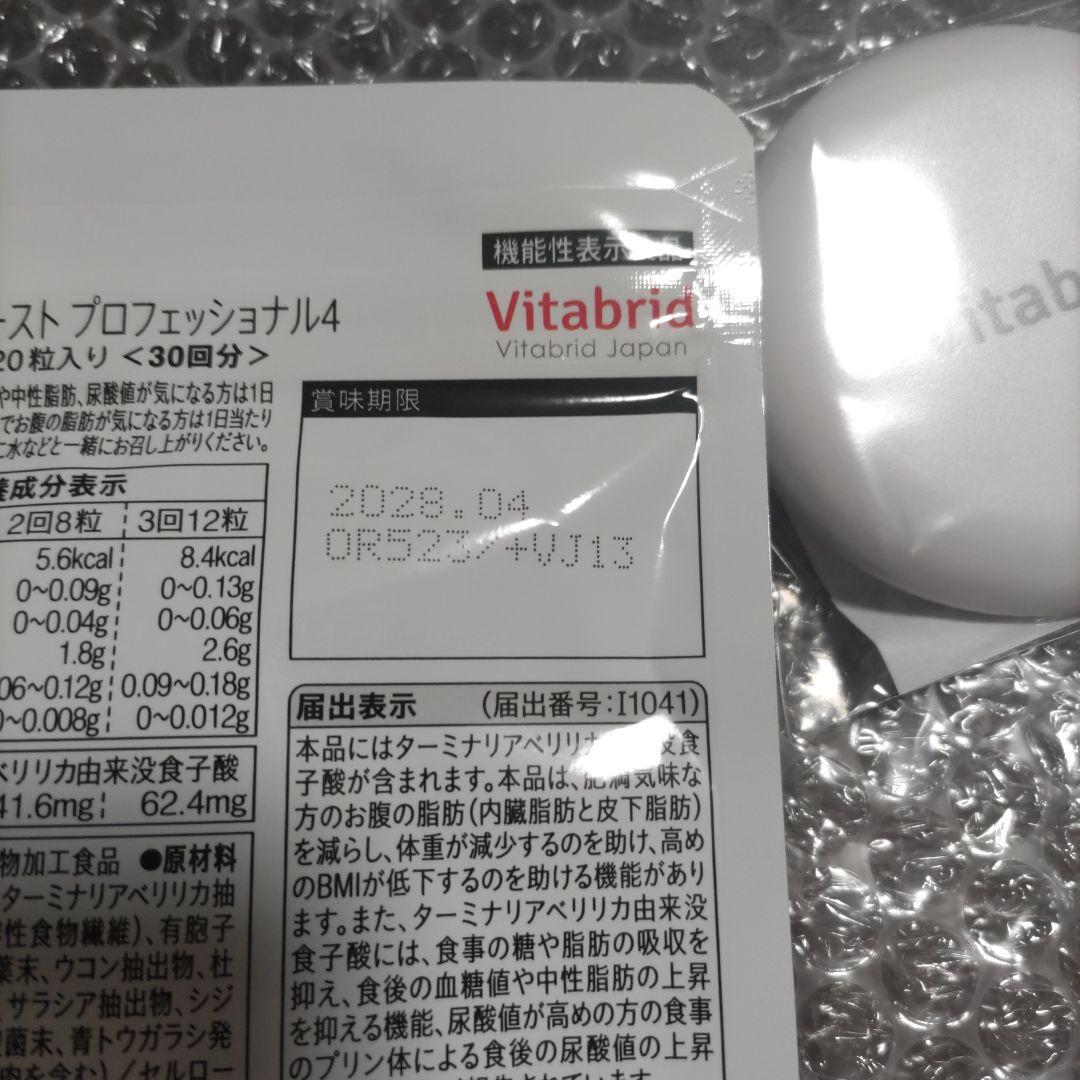 機能性表示食品
Vitabrid
Vitabrid Japan
ースト プロフェッショナル4
20粒入り <30回分>
や中性脂肪、尿酸値が気になる方は1日
でお腹の脂肪が気になる方は1日当たり
に水などと一緒にお召し上がりください。
賞味期限
2028.04
OR523/+VJ13
養成分表示
2回8粒 3回12粒
5.6kcal 8.4kcal
0~0.09g 0~0.13g
0~0.04g 0~0.06g
1.8g 2.6g
06~0.12g 0.09~0.18g
0~0.008g 0~0.012g
ベリリカ由来没食子酸
41.6mg 62.4mg
物加工食品 ●原材料
ターミナリアベリリカ抽
性食物繊維)、有胞子
葉末、ウコン抽出物、杜
、サラシア抽出物、シジ
菌末、青トウガラシ発
肉を含む)/セルロー
届出表示 (届出番号:I1041)
本品にはターミナリアベリリカ 没食
子酸が含まれます。本品は、肥満気味な
方のお腹の脂肪(内臓脂肪と皮下脂肪)
を減らし、体重が減少するのを助け、高め
のBMIが低下するのを助ける機能があり
ます。また、ターミナリアベリリカ由来没
食子酸には、食事の糖や脂肪の吸収を
抑え、食後の血糖値や中性脂肪の上昇
を抑える機能、尿酸値が高めの方の食事
のプリン体による食後の尿酸値の上昇
itab